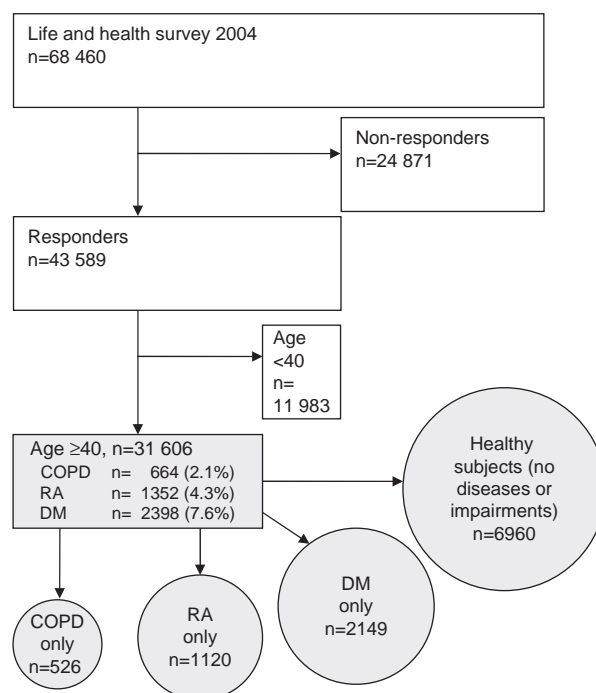 Life and health survey 2004
n=68 460
Non-responders
n=24 871
Responders
n=43 589
Age
<40
n=
11 983
Age ≥40, n=31 606
COPD n= 664 (2.1%)
RA n= 1352 (4.3%)
DM n= 2398 (7.6%)
Healthy
subjects (no
diseases or
impairments)
n=6960
COPD
only
n=526
RA
only
n=1120
DM
only
n=2149